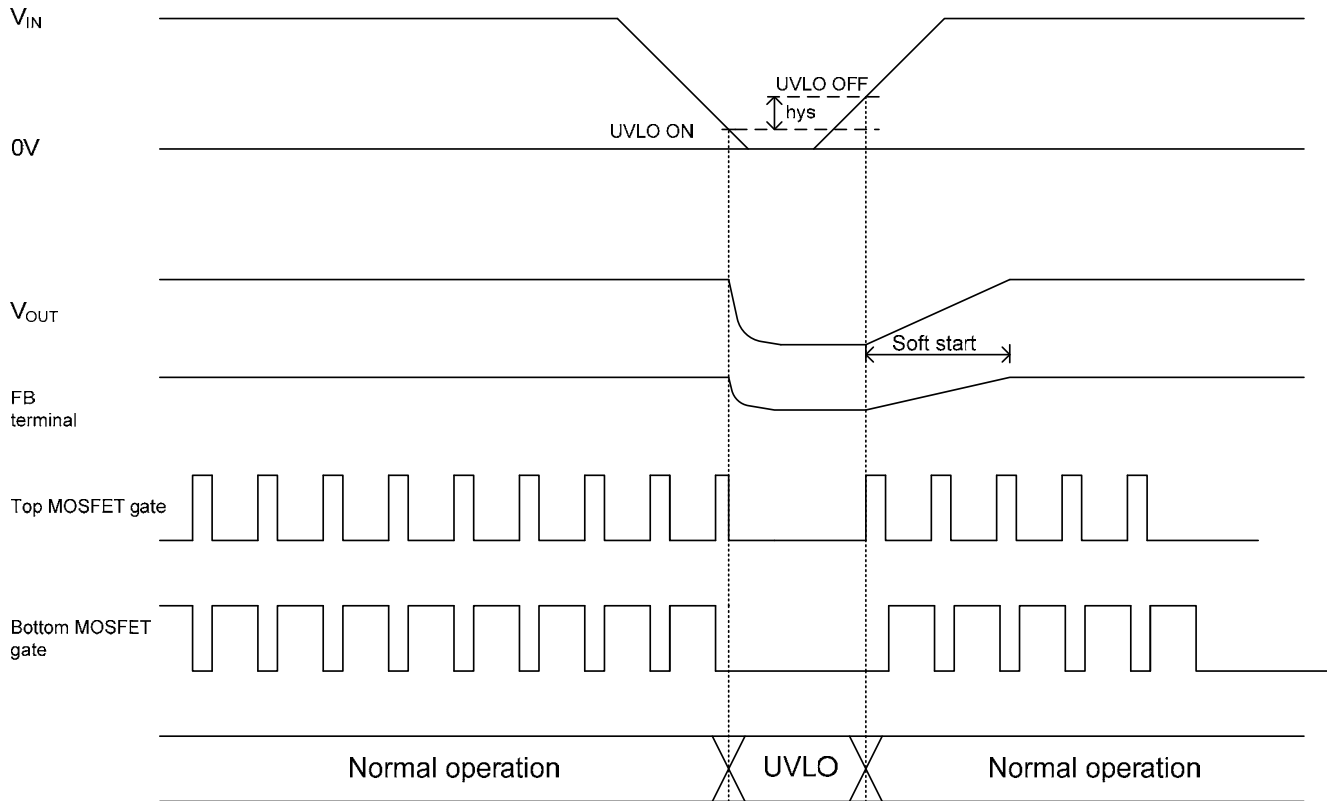 VIN
UVLO OFF
hys
UVLO ON
0V
VOUT
Soft start
FB
terminal
Top MOSFET gate
Bottom MOSFET
gate
Normal operation
UVLO
Normal operation